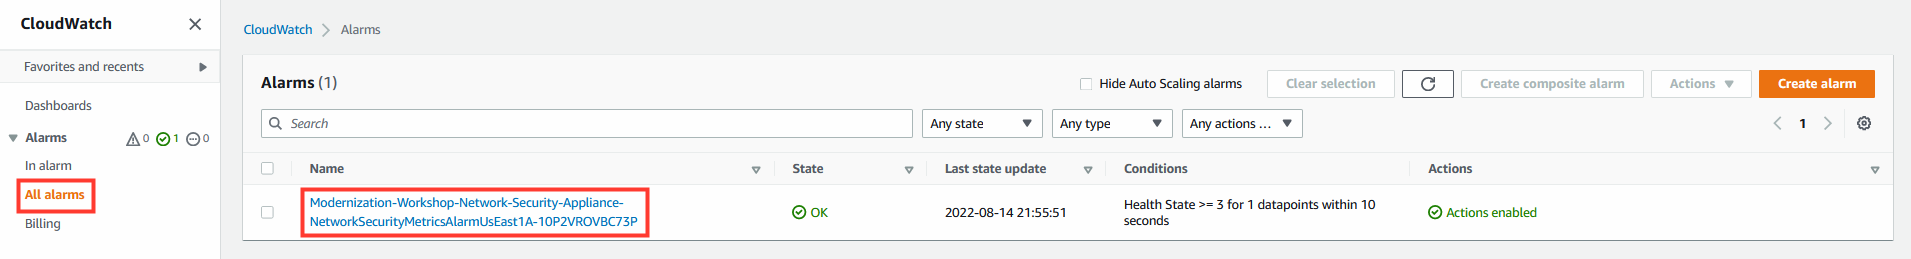 CloudWatch
Favorites and recents
Dashboards
Alarms 0 1 0
In alarm
All alarms
Billing
CloudWatch Alarms
Alarms (1)
Hide Auto Scaling alarms
Clear selection
Create composite alarm
Actions
Create alarm
Search
Any state
Any type
Any actions ...
1
Name State Last state update Conditions Actions
Modernization-Workshop-Network-Security-Appliance-
NetworkSecurityMetricsAlarmUsEast1A-10P2VROVBC73P
OK
2022-08-14 21:55:51
Health State >= 3 for 1 datapoints within 10
seconds
Actions enabled